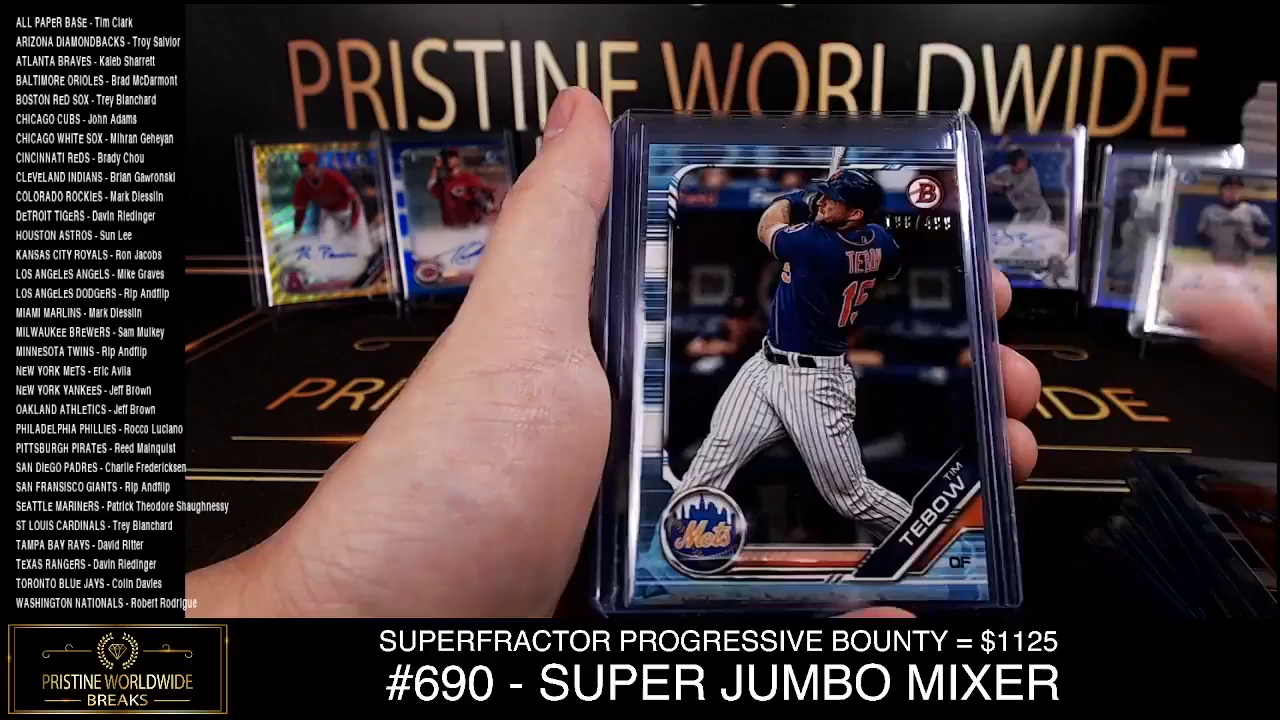 ALL PAPER BASE - Tim Clark
ARIZONA DIAMONDBACKS - Troy Salvior
ATLANTA BRAVES - Kaleb Sharrett
BALTIMORE ORIOLES - Brad McDarmont
BOSTON RED SOX - Trey Blanchard
CHICAGO CUBS - John Adams
CHICAGO WHITE SOX - Mihran Geheyan
CINCINNATI REDS - Brady Chou
CLEVELAND INDIANS - Brian Gawronski
COLORADO ROCKIES - Mark Diesslin
DETROIT TIGERS - Davin Riedinger
HOUSTON ASTROS - Sun Lee
KANSAS CITY ROYALS - Ron Jacobs
LOS ANGELES ANGELS - Mike Graves
LOS ANGELES DODGERS - Rip Andflip
MIAMI MARLINS - Mark Diesslin
MILWAUKEE BREWERS - Sam Mulkey
MINNESOTA TWINS - Rip Andflip
NEW YORK METS - Eric Avila
NEW YORK YANKEES - Jeff Brown
OAKLAND ATHLETICS - Jeff Brown
PHILADELPHIA PHILLIES - Rocco Luciano
PITTSBURGH PIRATES - Reed Mainquist
SAN DIEGO PADRES - Charlie Fredericksen
SAN FRANSISCO GIANTS - Rip Andflip
SEATTLE MARINERS - Patrick Theodore Shaughnessy
ST LOUIS CARDINALS - Trey Blanchard
TAMPA BAY RAYS - David Ritter
TEXAS RANGERS - Davin Riedinger
TORONTO BLUE JAYS - Colin Davies
WASHINGTON NATIONALS - Robert Rodrigue
PRISTINE WORLDWIDE
B
TEBOW
15
Mets
TIM
TEBOW
OF
PRI
IDE
PRISTINE WORLDWIDE
BREAKS
SUPERFRACTOR PROGRESSIVE BOUNTY = $1125
#690 - SUPER JUMBO MIXER